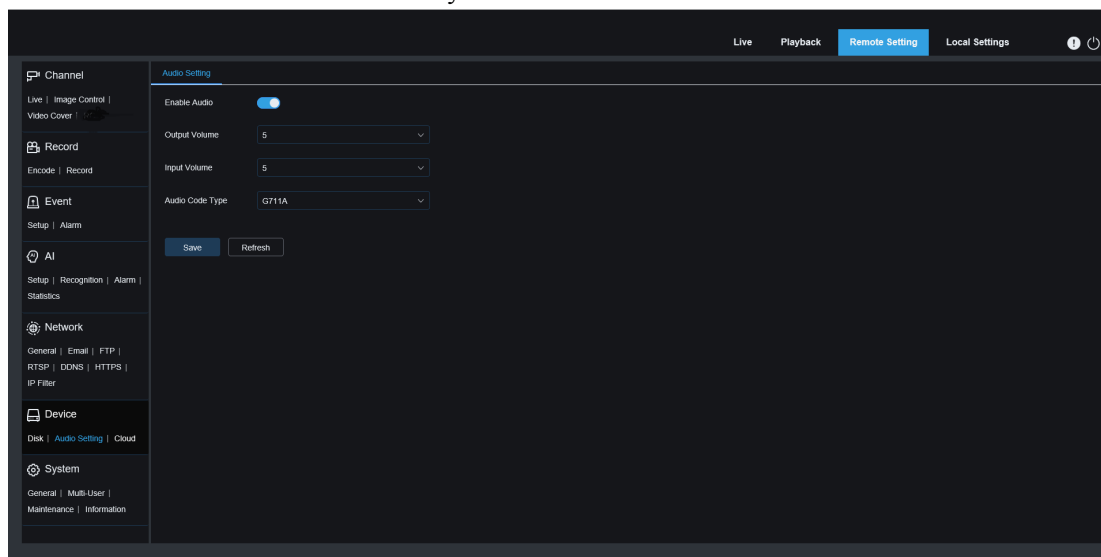 Live Playback Remote Setting Local Settings
Channel
Live | Image Control |
Video Cover |
Record
Encode | Record
Event
Setup | Alarm
AI
Setup | Recognition | Alarm |
Statistics
Network
General | Email | FTP |
RTSP | DDNS | HTTPS |
IP Filter
Device
Disk | Audio Setting | Cloud
System
General | Multi-User |
Maintenance | Information
Audio Setting
Enable Audio
Output Volume 5
Input Volume 5
Audio Code Type G711A
Save Refresh